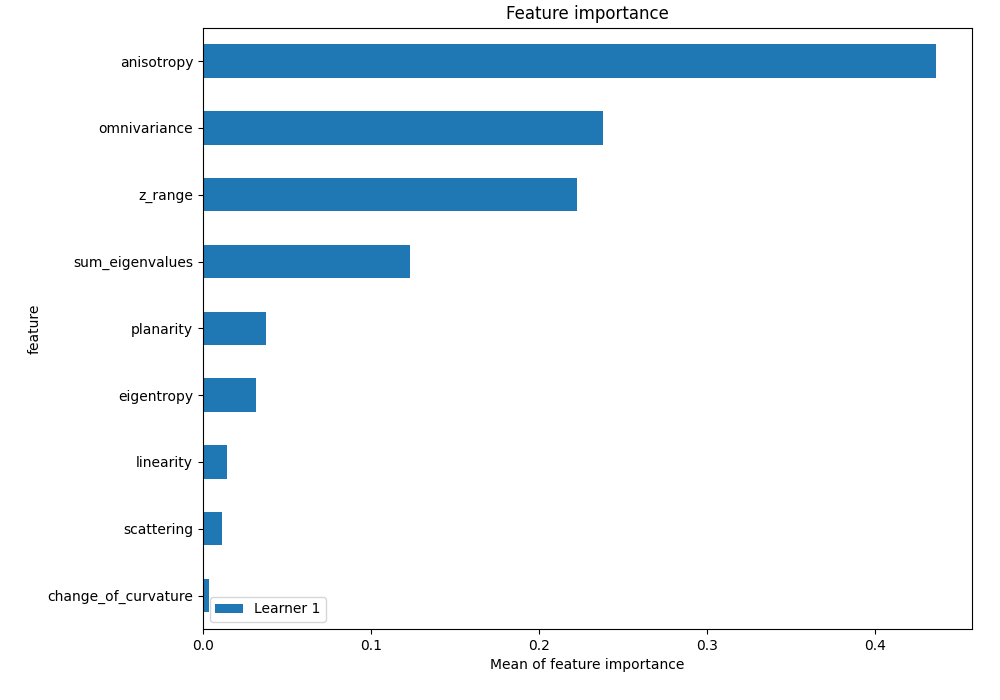 Feature importance
anisotropy
omnivariance
z_range
sum_eigenvalues
planarity
eigentropy
linearity
scattering
change_of_curvature
feature
Learner 1
0.0 0.1 0.2 0.3 0.4
Mean of feature importance